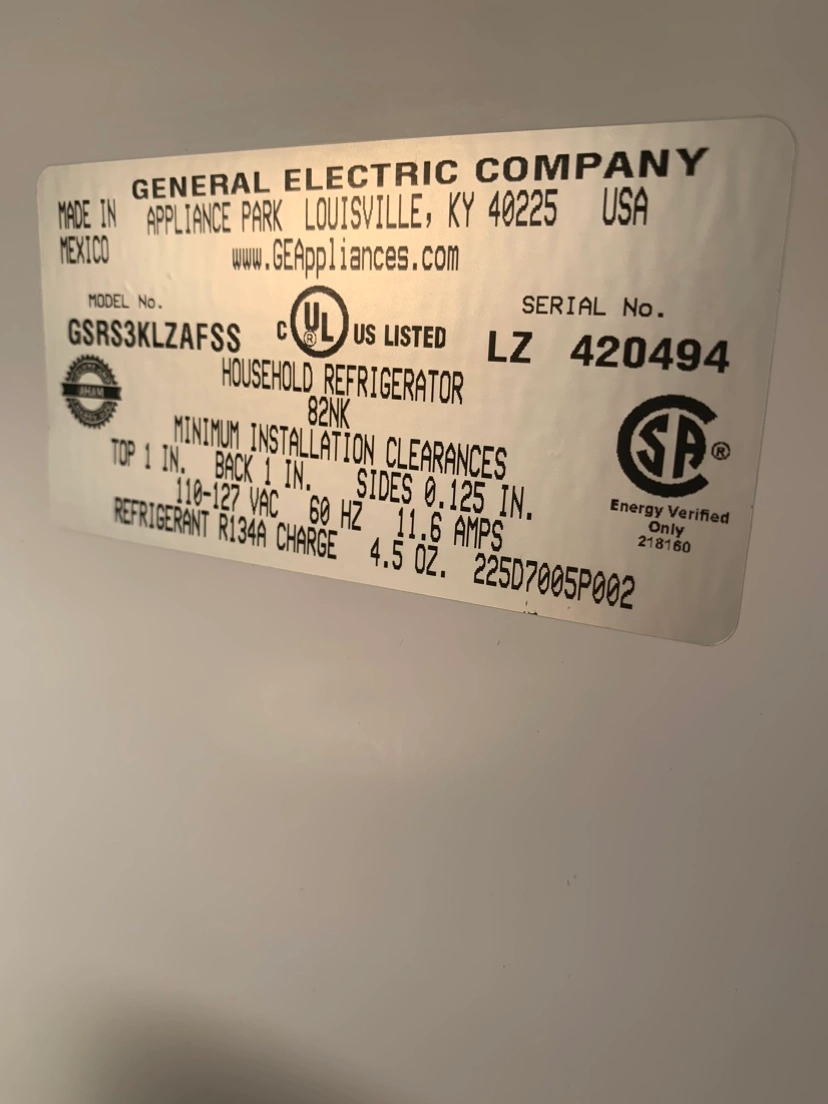 GENERAL ELECTRIC COMPANY
MADE IN MEXICO
APPLIANCE PARK LOUISVILLE, KY 40225 USA
www.GEAppliances.com
MODEL No.
GSRS3KLZAFSS
C UL ® US LISTED
SERIAL No.
LZ 420494
HOUSEHOLD REFRIGERATOR
82NK
MINIMUM INSTALLATION CLEARANCES
TOP 1 IN. BACK 1 IN. SIDES 0.125 IN.
110-127 VAC 60 HZ 11.6 AMPS
REFRIGERANT R134A CHARGE 4.5 OZ. 225D7005P002
AHAM
SA ®
Energy Verified
Only
218160